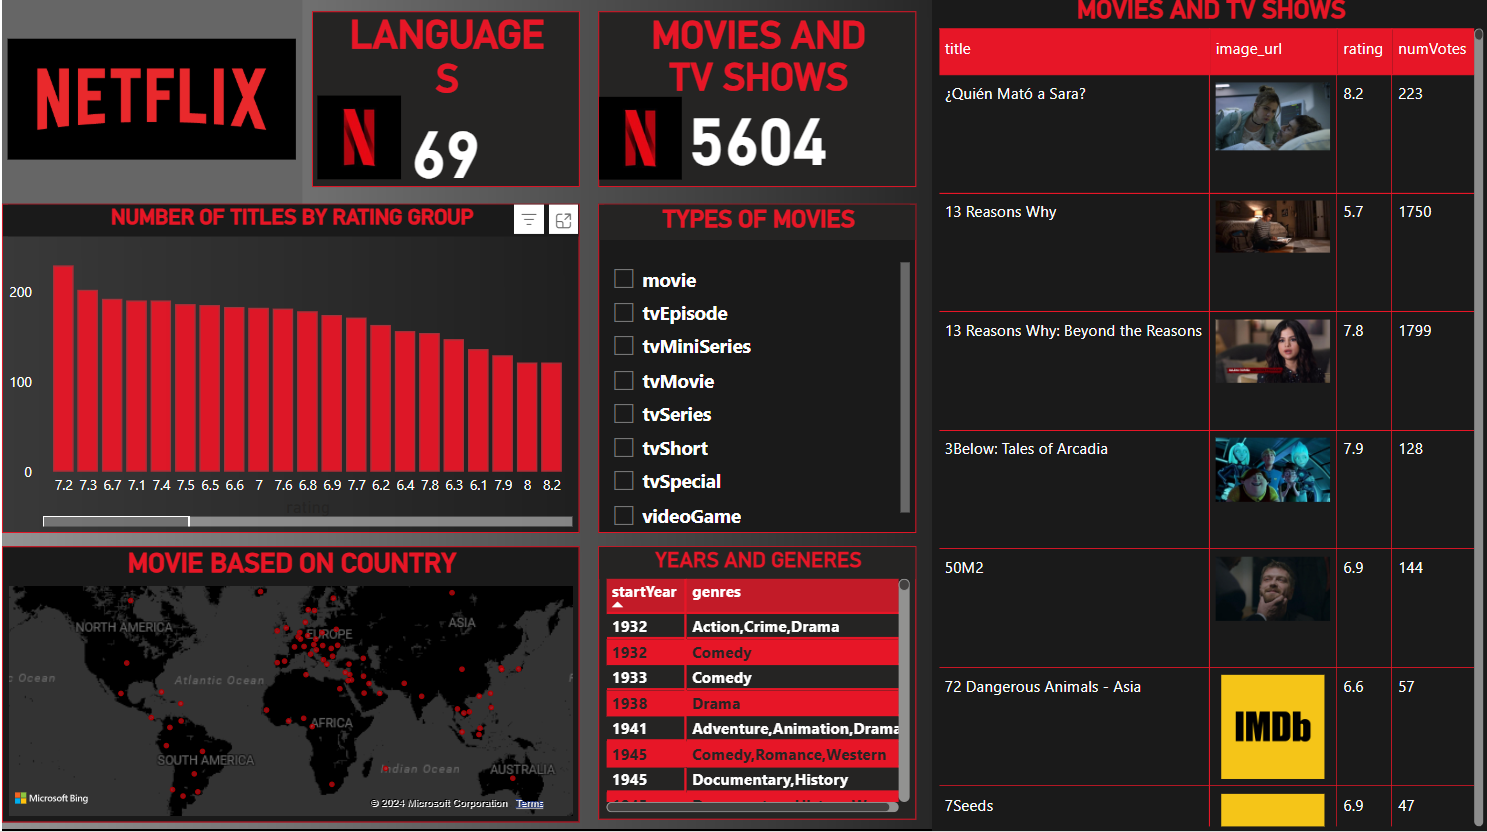 NETFLIX
LANGUAGE
S
69
MOVIES AND
TV SHOWS
5604
NUMBER OF TITLES BY RATING GROUP
200
100
0
7.2 7.3 6.7 7.1 7.4 7.5 6.5 6.6 7 7.6 6.8 6.9 7.7 6.2 6.4 7.8 6.3 6.1 7.9 8 8.2
rating
TYPES OF MOVIES
movie
tvEpisode
tvMiniSeries
tvMovie
tvSeries
tvShort
tvSpecial
videoGame
MOVIE BASED ON COUNTRY
NORTH AMERICA
EUROPE
ASIA
c Ocean
Atlantic Ocean
AFRICA
SOUTH AMERICA
Indian Ocean
AUSTRALIA
Microsoft Bing
© 2024 Microsoft Corporation Terms
YEARS AND GENERES
startYear genres
1932 Action,Crime,Drama
1932 Comedy
1933 Comedy
1938 Drama
1941 Adventure,Animation,Drama
1945 Comedy,Romance,Western
1945 Documentary,History
MOVIES AND TV SHOWS
title image_url rating numVotes
¿Quién Mató a Sara? 8.2 223
13 Reasons Why 5.7 1750
13 Reasons Why: Beyond the Reasons 7.8 1799
3Below: Tales of Arcadia 7.9 128
50M2 6.9 144
72 Dangerous Animals - Asia 6.6 57
IMDb
7Seeds 6.9 47